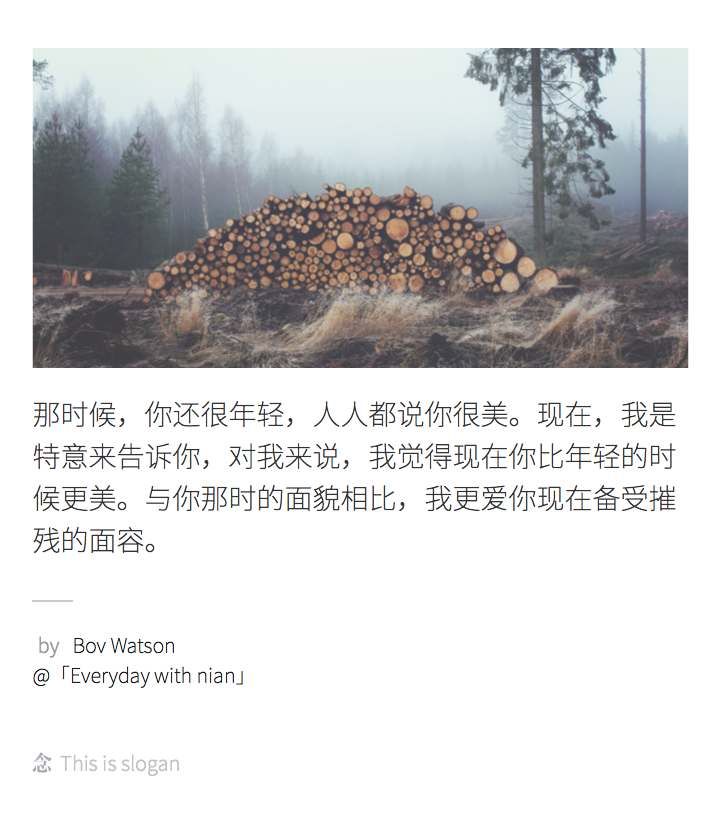 那时候，你还很年轻，人人都说你很美。现在，我是
特意来告诉你，对我来说，我觉得现在你比年轻的时
候更美。与你那时的面貌相比，我更爱你现在备受摧
残的面容。
by Bov Watson
@「Everyday with nian」
念 This is slogan